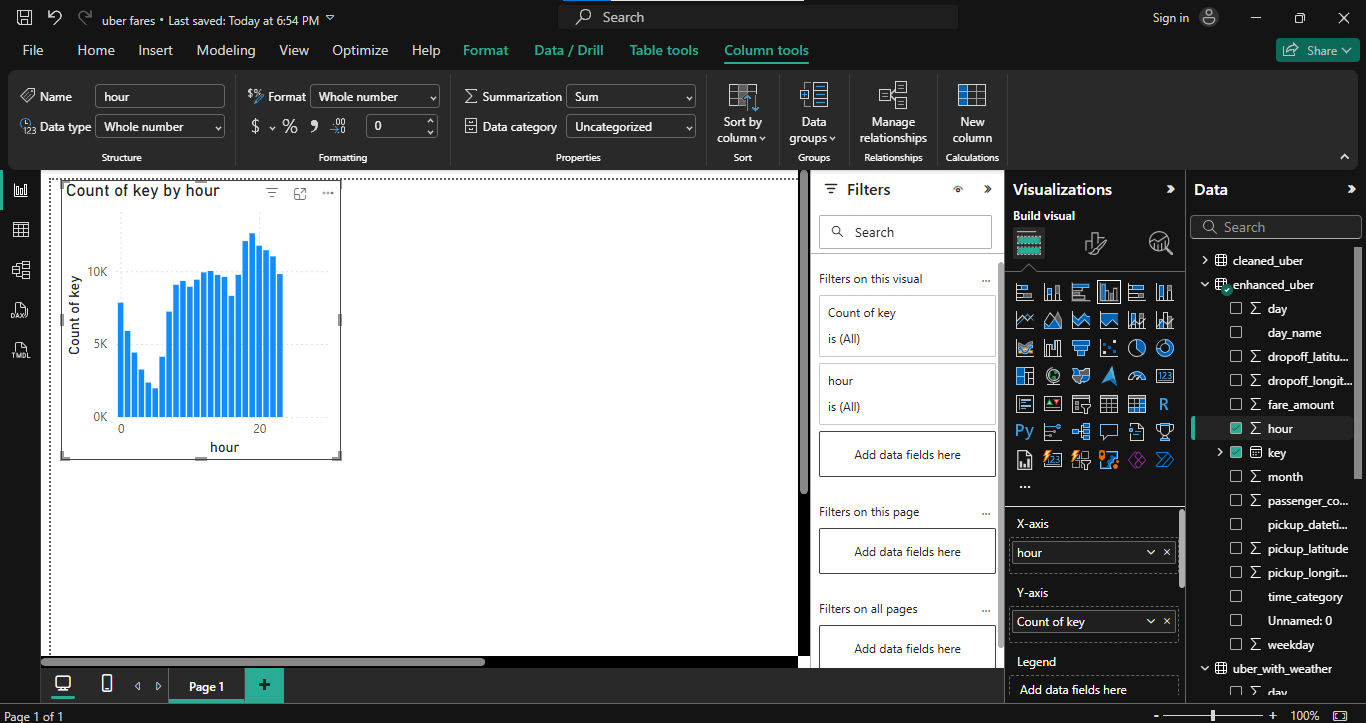 uber fares • Last saved: Today at 6:54 PM
Search
Sign in
File
Home
Insert
Modeling
View
Optimize
Help
Format
Data / Drill
Table tools
Column tools
Share
Name
hour
Data type
Whole number
Structure
Format
Whole number
$ % 0
Formatting
Summarization
Sum
Data category
Uncategorized
Properties
Sort by
column
Sort
Data
groups
Groups
Manage
relationships
Relationships
New
column
Calculations
DAX
TMDL
Count of key by hour
Count of key
10K
5K
0K
0
20
hour
Filters
Search
Filters on this visual
Count of key
is (All)
hour
is (All)
Add data fields here
Filters on this page
Add data fields here
Filters on all pages
Add data fields here
Visualizations
Build visual
123
R
Py
123
X-axis
hour
Y-axis
Count of key
Legend
Add data fields here
Data
Search
cleaned_uber
enhanced_uber
day
day_name
dropoff_latitu...
dropoff_longit...
fare_amount
hour
key
month
passenger_co...
pickup_dateti...
pickup_latitude
pickup_longit...
time_category
Unnamed: 0
weekday
uber_with_weather
day
Page 1
Page 1 of 1
- + 100%